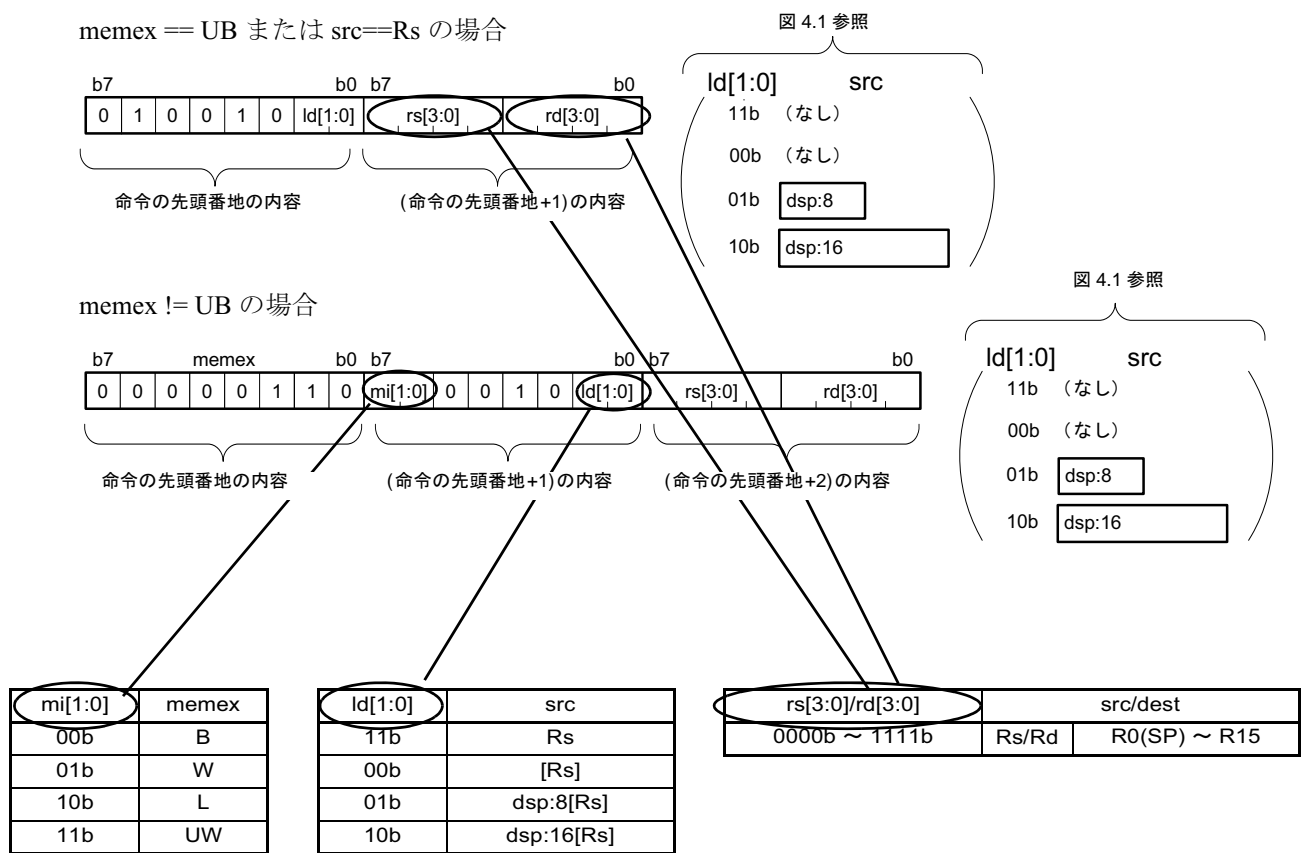 memex == UB または src==Rs の場合
図 4.1 参照
b7 b0 b7 b0
0 1 0 0 1 0 ld[1:0] rs[3:0] rd[3:0]
命令の先頭番地の内容 (命令の先頭番地+1)の内容
ld[1:0] src
11b （なし）
00b （なし）
01b dsp:8
10b dsp:16
memex != UB の場合
図 4.1 参照
b7 memex b0 b7 b0 b7 b0
0 0 0 0 0 1 1 0 mi[1:0] 0 0 1 0 ld[1:0] rs[3:0] rd[3:0]
命令の先頭番地の内容 (命令の先頭番地+1)の内容 (命令の先頭番地+2)の内容
ld[1:0] src
11b （なし）
00b （なし）
01b dsp:8
10b dsp:16
mi[1:0] memex
00b B
01b W
10b L
11b UW
ld[1:0] src
11b Rs
00b [Rs]
01b dsp:8[Rs]
10b dsp:16[Rs]
rs[3:0]/rd[3:0] src/dest
0000b ～ 1111b Rs/Rd R0(SP) ～ R15